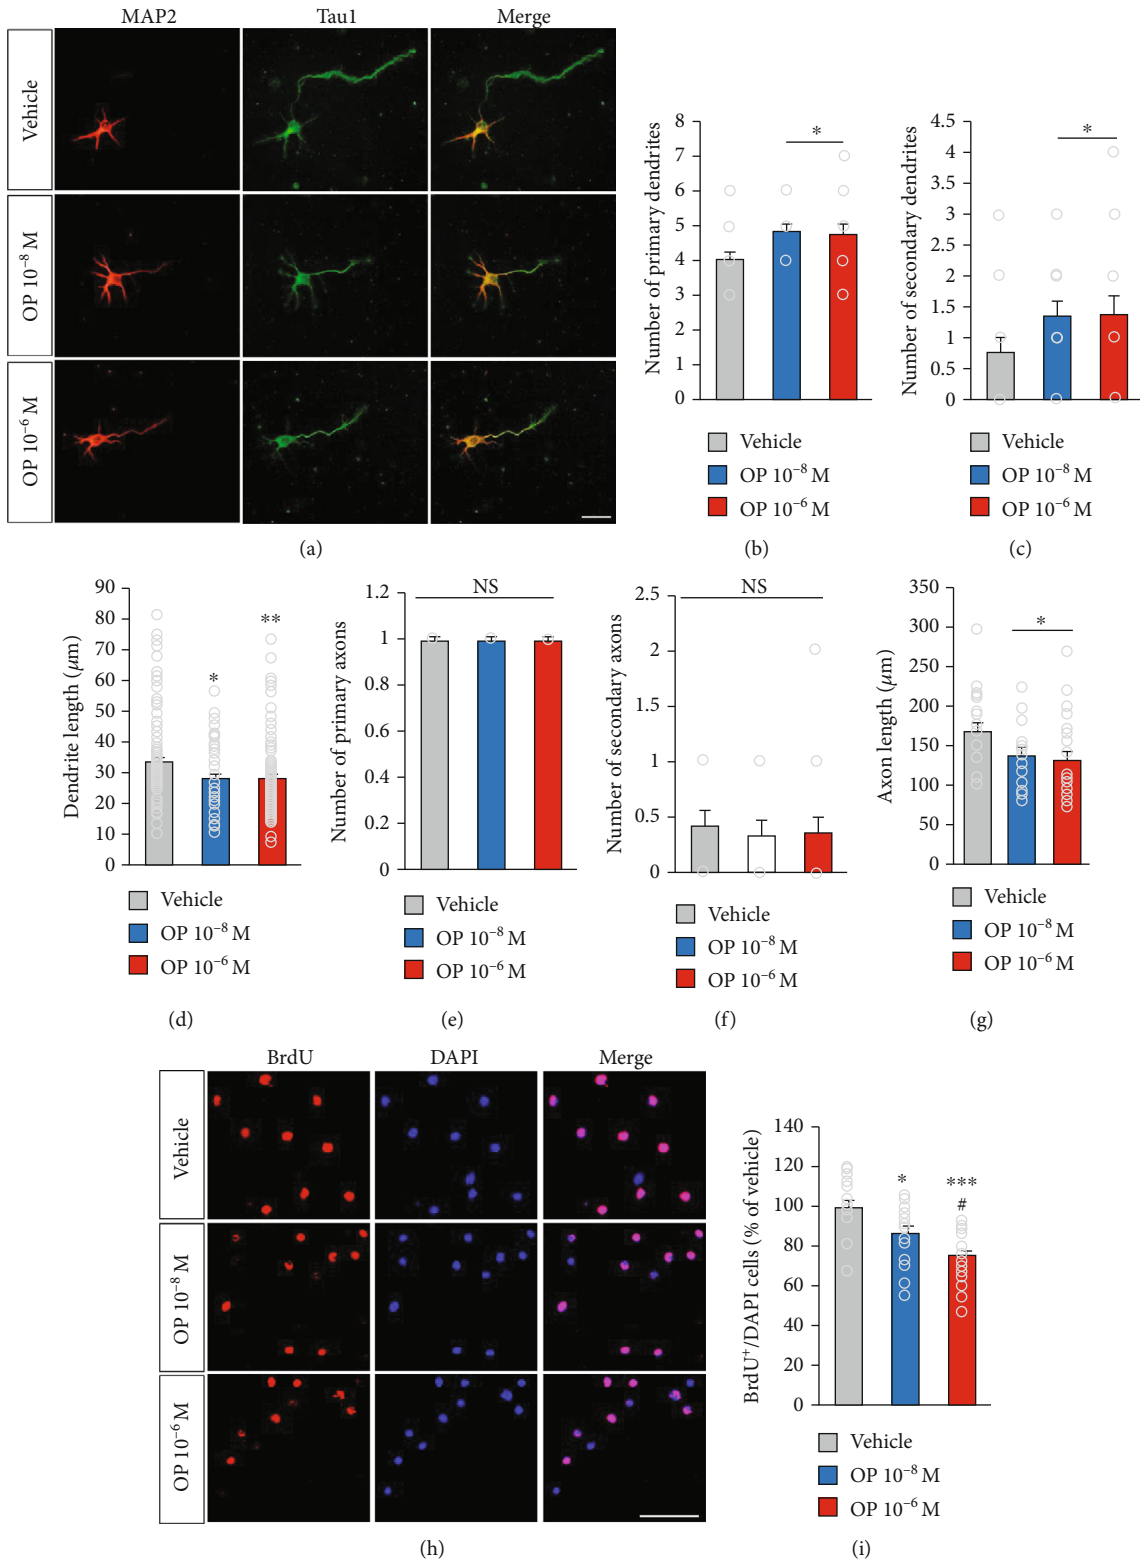 MAP2 Tau1 Merge
Vehicle
OP 10⁻⁸ M
OP 10⁻⁶ M
(a)
Number of primary dendrites
8
7
6
5
4
3
2
1
0
*
Vehicle
OP 10⁻⁸ M
OP 10⁻⁶ M
(b)
Number of secondary dendrites
4.5
4
3.5
3
2.5
2
1.5
1
0.5
0
*
Vehicle
OP 10⁻⁸ M
OP 10⁻⁶ M
(c)
Dendrite length (μm)
90
80
70
60
50
40
30
20
10
0
*
**
Vehicle
OP 10⁻⁸ M
OP 10⁻⁶ M
(d)
Number of primary axons
1.2
1
0.8
0.6
0.4
0.2
0
NS
Vehicle
OP 10⁻⁸ M
OP 10⁻⁶ M
(e)
Number of secondary axons
2.5
2
1.5
1
0.5
0
NS
Vehicle
OP 10⁻⁸ M
OP 10⁻⁶ M
(f)
Axon length (μm)
350
300
250
200
150
100
50
0
*
Vehicle
OP 10⁻⁸ M
OP 10⁻⁶ M
(g)
BrdU DAPI Merge
Vehicle
OP 10⁻⁸ M
OP 10⁻⁶ M
(h)
BrdU⁺/DAPI cells (% of vehicle)
140
120
100
80
60
40
20
0
*
***
#
Vehicle
OP 10⁻⁸ M
OP 10⁻⁶ M
(i)